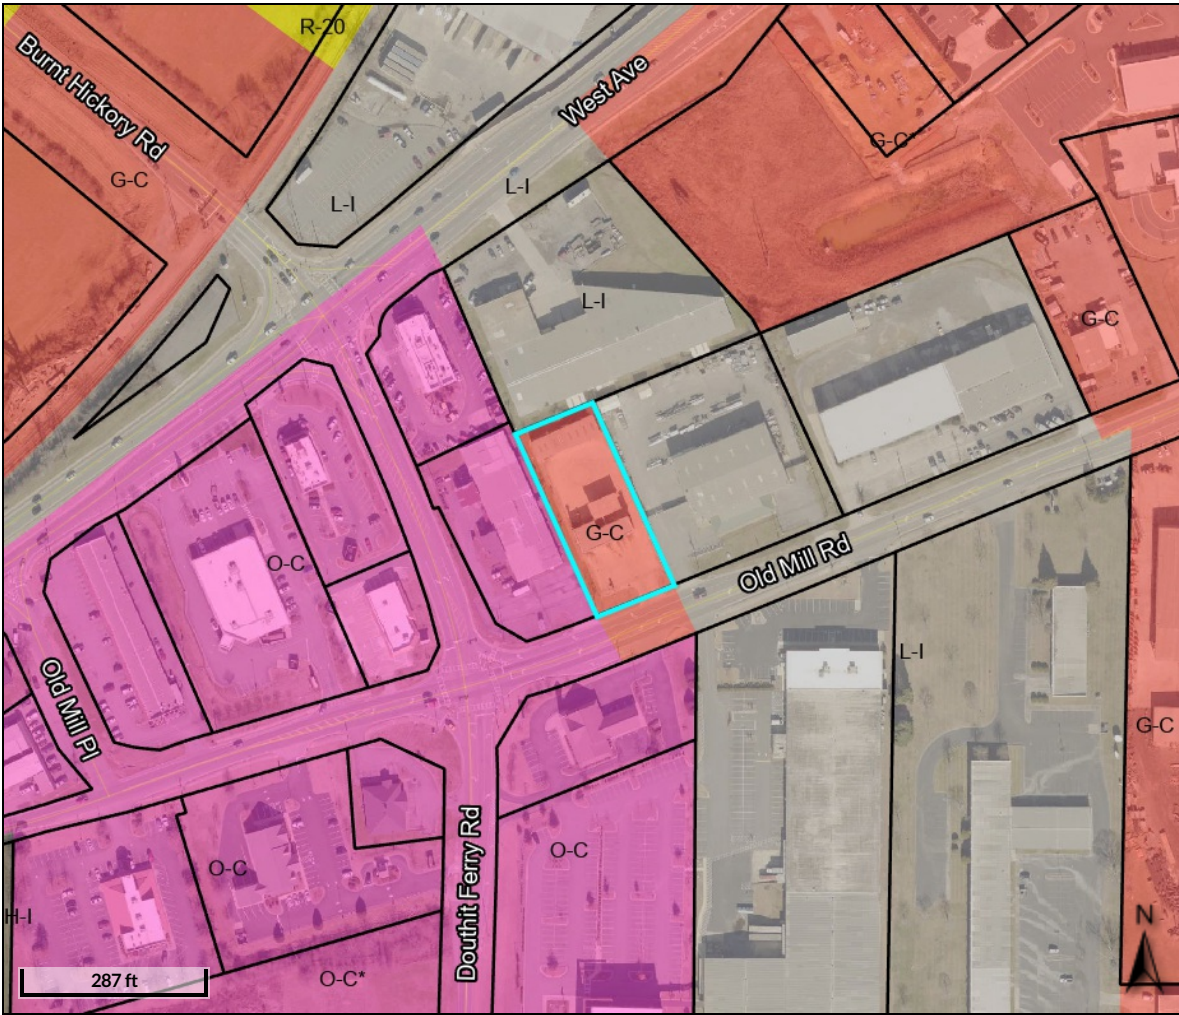 R-20
Burnt Hickory Rd
West Ave
G-C*
G-C
L-I
L-I
L-I
G-C
G-C
Old Mill Rd
O-C
L-I
Old Mill Pl
G-C
O-C
O-C
Douthit Ferry Rd
H-I
O-C*
N
287 ft